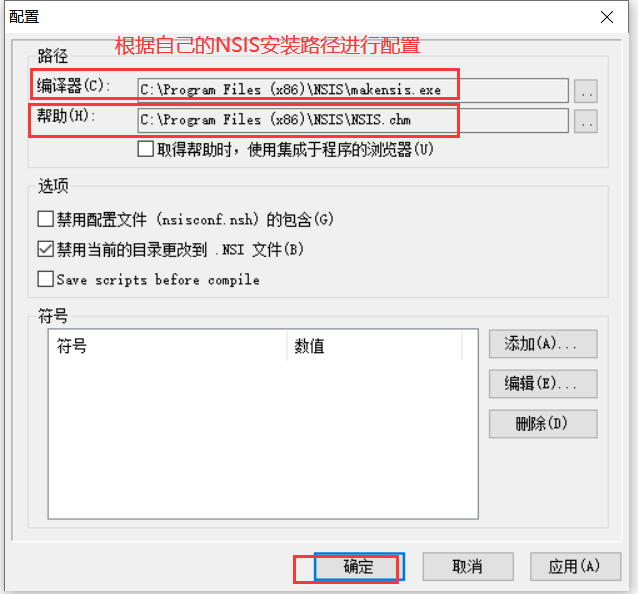 配置
根据自己的NSIS安装路径进行配置
路径
编译器(C): C:\Program Files (x86)\NSIS\makensis.exe ..
帮助(H): C:\Program Files (x86)\NSIS\NSIS.chm ..
取得帮助时，使用集成于程序的浏览器(U)
选项
禁用配置文件 (nsisconf.nsh) 的包含(G)
禁用当前的目录更改到 .NSI 文件(B)
Save scripts before compile
符号
符号 数值
添加(A)...
编辑(E)...
删除(D)
确定 取消 应用(A)